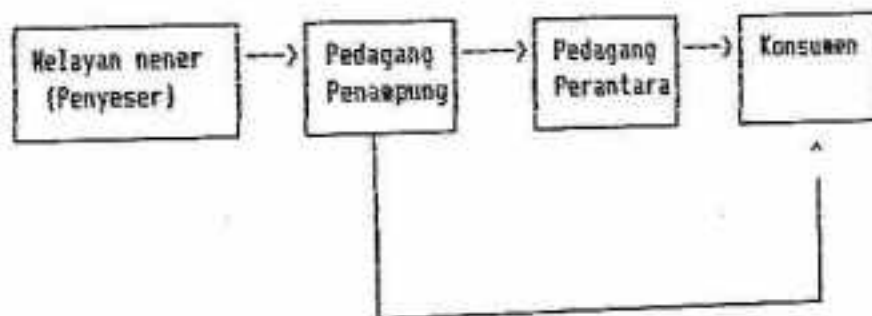 Nelayan nener
(Penyeser)
Pedagang
Penampung
Pedagang
Perantara
Konsumen